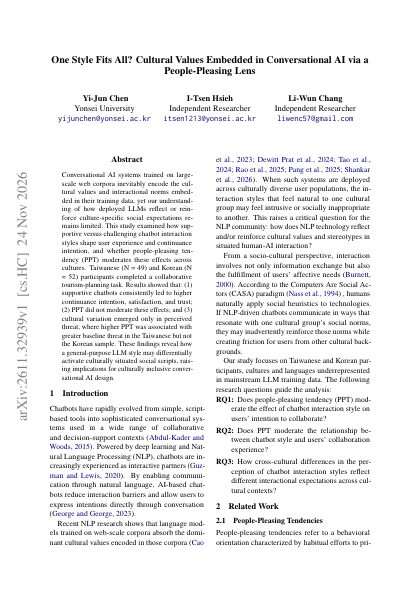 One Style Fits All? Cultural Values Embedded in Conversational AI via a
People-Pleasing Lens
Yi-Jun Chen
Yonsei University
yijunchen@yonsei.ac.kr
I-Tsen Hsieh
Independent Researcher
itsen1213@yonsei.ac.kr
Li-Wun Chang
Independent Researcher
liwenc57@gmail.com
arXiv:2611.32939v1 [cs.HC] 24 Nov 2026
Abstract
Conversational AI systems trained on large-
scale web corpora inevitably encode the cul-
tural values and interactional norms embed-
ded in their training data, yet our understand-
ing of how deployed LLMs reflect or rein-
force culture-specific social expectations re-
mains limited. This study examines how sup-
portive versus challenging chatbot interaction
styles shape user experience and continuance
intention, and whether people-pleasing ten-
dency (PPT) moderates these effects across
cultures. Taiwanese (N = 49) and Korean (N
= 52) participants completed a collaborative
tourism-planning task. Results showed that: (1)
supportive chatbots consistently led to higher
continuance intention, satisfaction, and trust;
(2) PPT did not moderate these effects; and (3)
cultural variation emerged only in perceived
threat, where higher PPT was associated with
greater baseline threat in the Taiwanese but not
the Korean sample. These findings reveal how
a general-purpose LLM style may differentially
activate culturally situated social scripts, rais-
ing implications for culturally inclusive conver-
sational AI design.
1 Introduction
Chatbots have rapidly evolved from simple, script-
based tools into sophisticated conversational sys-
tems used in a wide range of collaborative
and decision-support contexts (Abdul-Kader and
Woods, 2015). Powered by deep learning and Nat-
ural Language Processing (NLP), chatbots are in-
creasingly experienced as interactive partners (Guz-
man and Lewis, 2020). By enabling communica-
tion through natural language, AI-based chat-
bots reduce interaction barriers and allow users to
express intentions directly through conversation
(George and George, 2023).
Recent NLP research shows that language mod-
els trained on web-scale corpora absorb the dom-
inant cultural values encoded in those corpora (Cao
et al., 2023; Dewitt Prat et al., 2024; Tao et al.,
2024; Rao et al., 2025; Pang et al., 2025; Shankar
et al., 2026). When such systems are deployed
across culturally diverse user populations, the in-
teraction styles that feel natural to one cultural
group may feel intrusive or socially inappropriate
to another. This raises a critical question for the
NLP community: how does NLP technology reflect
and/or reinforce cultural values and stereotypes in
situated human-AI interaction?
From a socio-cultural perspective, interaction
involves not only information exchange but also
the fulfillment of users' affective needs (Burnett,
2000). According to the Computers Are Social Ac-
tors (CASA) paradigm (Nass et al., 1994) , humans
naturally apply social heuristics to technologies.
If NLP-driven chatbots communicate in ways that
resonate with one cultural group's social norms,
they may inadvertently reinforce those norms while
creating friction for users from other cultural back-
grounds.
Our study focuses on Taiwanese and Korean par-
ticipants, cultures and languages underrepresented
in mainstream LLM training data. The following
research questions guide the analysis:
RQ1: Does people-pleasing tendency (PPT) mod-
erate the effect of chatbot interaction style on
users' intention to collaborate?
RQ2: Does PPT moderate the relationship
between chatbot style and users' collaboration
experience?
RQ3: How cross-cultural differences in the per-
ception of chatbot interaction styles reflect
different interactional expectations across cul-
tural contexts?
2 Related Work
2.1 People-Pleasing Tendencies
People-pleasing tendencies refer to a behavioral
orientation characterized by habitual efforts to pri-